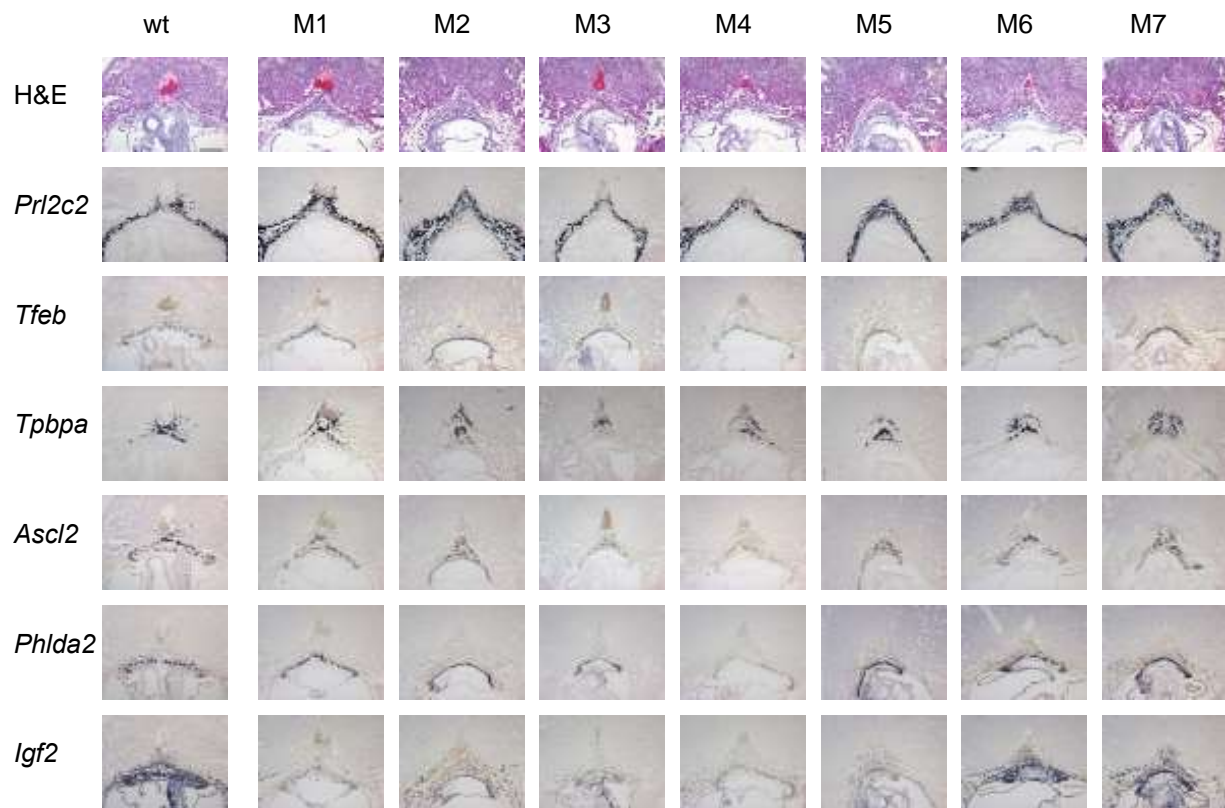 wt M1 M2 M3 M4 M5 M6 M7
H&E
Prl2c2
Tfeb
Tpbpa
Ascl2
Phlda2
Igf2